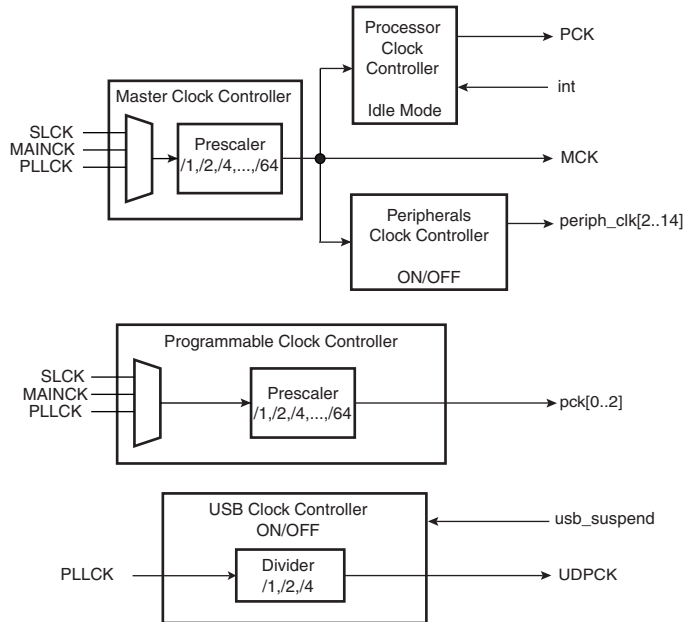 Processor
Clock
Controller
Idle Mode
PCK
int
Master Clock Controller
SLCK
MAINCK
PLLCK
Prescaler
/1,/2,/4,...,/64
MCK
Peripherals
Clock Controller
ON/OFF
periph_clk[2..14]
Programmable Clock Controller
SLCK
MAINCK
PLLCK
Prescaler
/1,/2,/4,...,/64
pck[0..2]
USB Clock Controller
ON/OFF
usb_suspend
PLLCK
Divider
/1,/2,/4
UDPCK